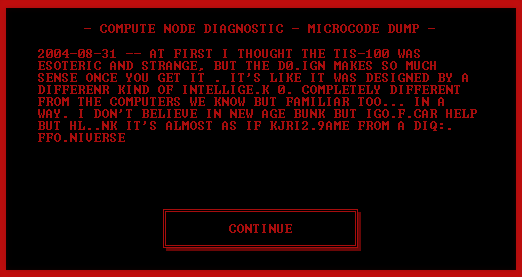 - COMPUTE NODE DIAGNOSTIC - MICROCODE DUMP -
2004-08-31 -- AT FIRST I THOUGHT THE TIS-100 WAS
ESOTERIC AND STRANGE, BUT THE D0.IGN MAKES SO MUCH
SENSE ONCE YOU GET IT . IT'S LIKE IT WAS DESIGNED BY A
DIFFERENR KIND OF INTELLIGE.K 0. COMPLETELY DIFFERENT
FROM THE COMPUTERS WE KNOW BUT FAMILIAR TOO... IN A
WAY. I DON'T BELIEVE IN NEW AGE BUNK BUT IGO.F.CAR HELP
BUT HL..NK IT'S ALMOST AS IF KJRI2.9AME FROM A DIQ:.
FFO.NIVERSE
CONTINUE